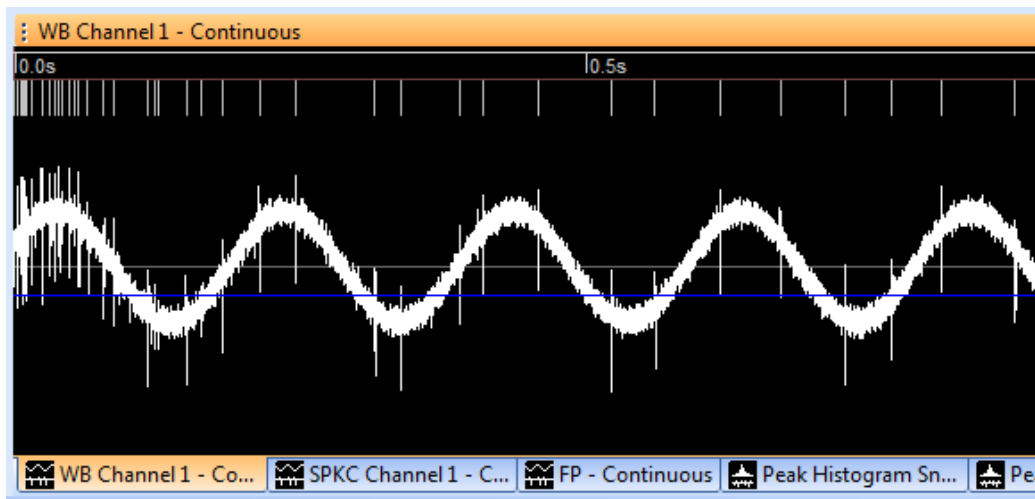 WB Channel 1 - Continuous
0.0s 0.5s
WB Channel 1 - Co... SPKC Channel 1 - C... FP - Continuous Peak Histogram Sn... Pe